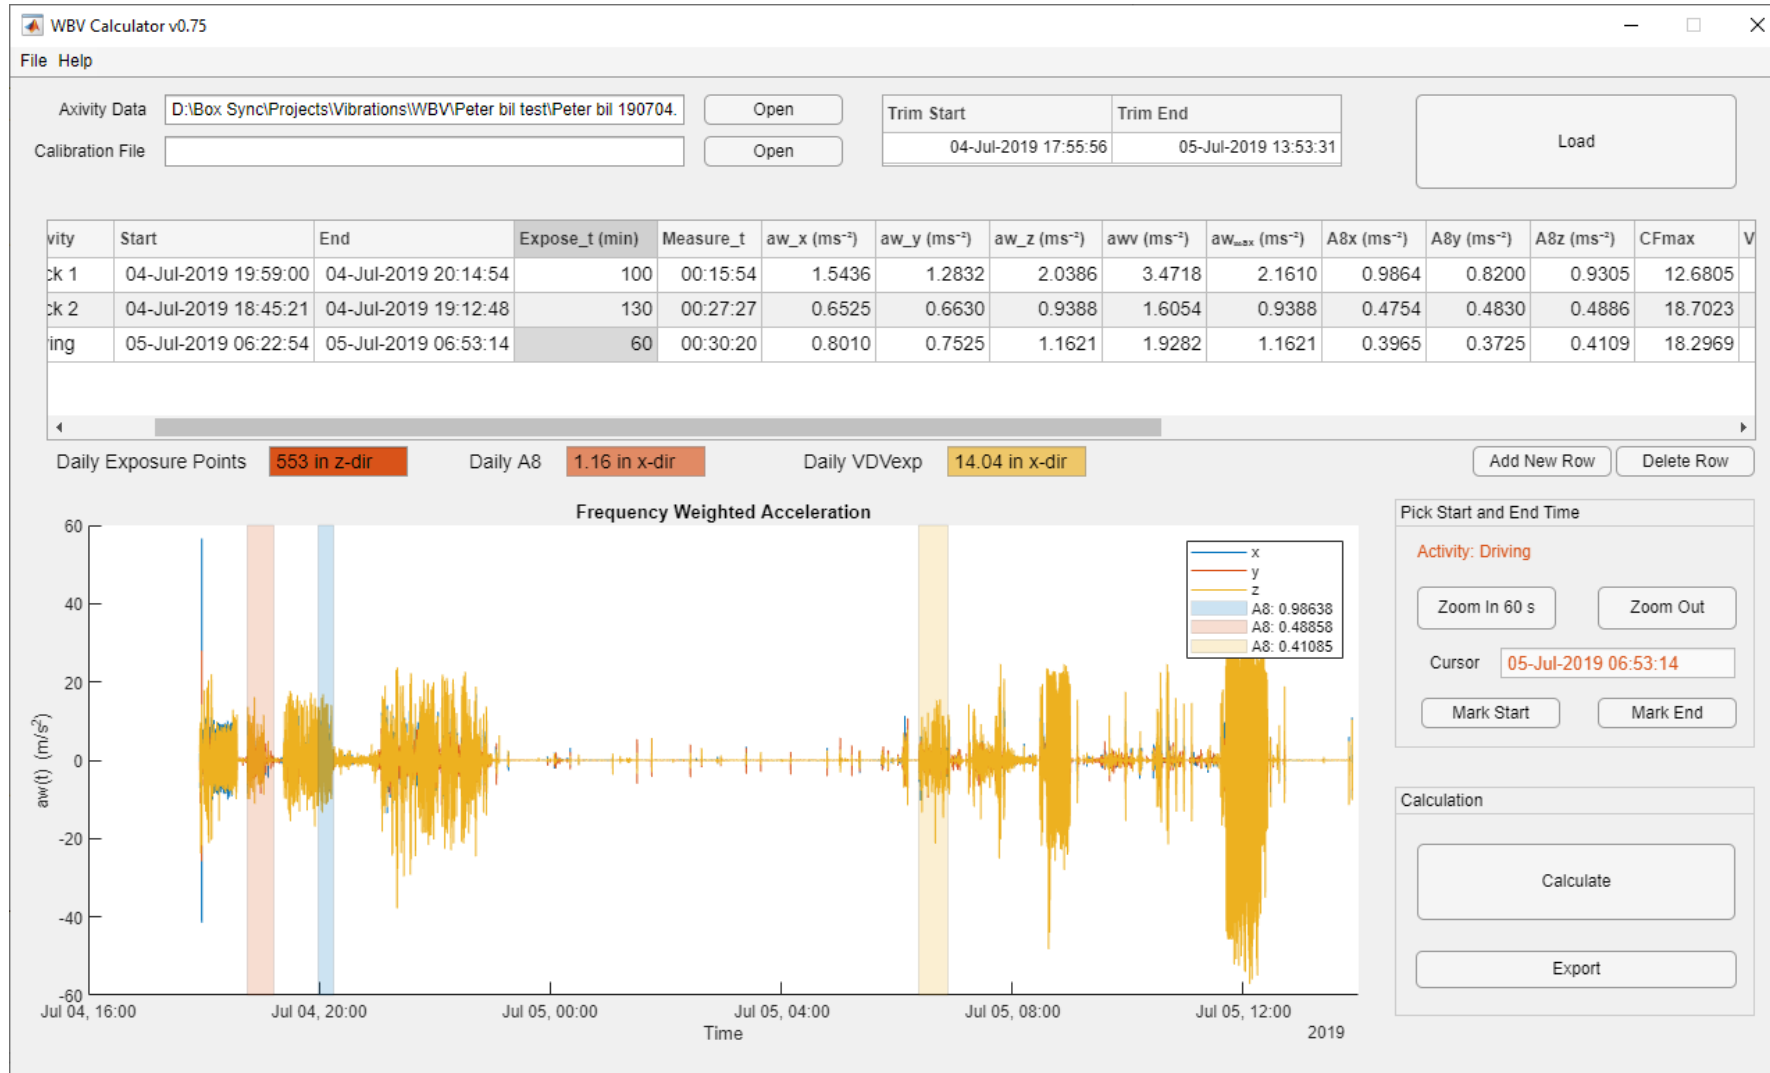 WBV Calculator v0.75
File Help
Axivity Data D:\Box Sync\Projects\Vibrations\WBV\Peter bil test\Peter bil 190704. Open
Calibration File Open
Trim Start Trim End
04-Jul-2019 17:55:56 05-Jul-2019 13:53:31
Load
vity Start End Expose_t (min) Measure_t aw_x (ms⁻²) aw_y (ms⁻²) aw_z (ms⁻²) awv (ms⁻²) awₘₐₓ (ms⁻²) A8x (ms⁻²) A8y (ms⁻²) A8z (ms⁻²) CFmax V
ck 1 04-Jul-2019 19:59:00 04-Jul-2019 20:14:54 100 00:15:54 1.5436 1.2832 2.0386 3.4718 2.1610 0.9864 0.8200 0.9305 12.6805
ck 2 04-Jul-2019 18:45:21 04-Jul-2019 19:12:48 130 00:27:27 0.6525 0.6630 0.9388 1.6054 0.9388 0.4754 0.4830 0.4886 18.7023
ing 05-Jul-2019 06:22:54 05-Jul-2019 06:53:14 60 00:30:20 0.8010 0.7525 1.1621 1.9282 1.1621 0.3965 0.3725 0.4109 18.2969
Daily Exposure Points 553 in z-dir Daily A8 1.16 in x-dir Daily VDVexp 14.04 in x-dir Add New Row Delete Row
Frequency Weighted Acceleration
60
40
20
0
-20
-40
-60
aw(t) (m/s²)
x
y
z
A8: 0.98638
A8: 0.48858
A8: 0.41085
Jul 04, 16:00 Jul 04, 20:00 Jul 05, 00:00 Jul 05, 04:00 Jul 05, 08:00 Jul 05, 12:00
Time
2019
Pick Start and End Time
Activity: Driving
Zoom In 60 s Zoom Out
Cursor 05-Jul-2019 06:53:14
Mark Start Mark End
Calculation
Calculate
Export